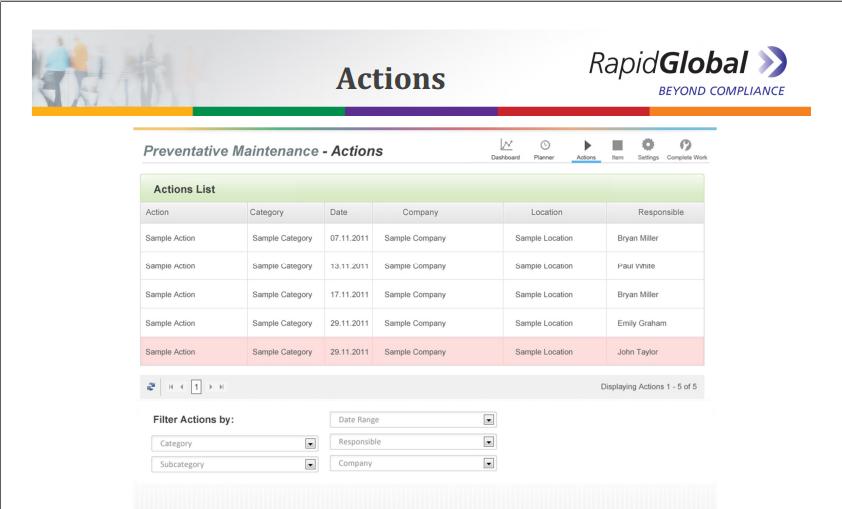 Actions
RapidGlobal
BEYOND COMPLIANCE
Preventative Maintenance - Actions
Dashboard Planner Actions Item Settings Complete Work
Actions List
Action Category Date Company Location Responsible
Sample Action Sample Category 07.11.2011 Sample Company Sample Location Bryan Miller
Sample Action Sample Category 13.11.2011 Sample Company Sample Location Paul White
Sample Action Sample Category 17.11.2011 Sample Company Sample Location Bryan Miller
Sample Action Sample Category 29.11.2011 Sample Company Sample Location Emily Graham
Sample Action Sample Category 29.11.2011 Sample Company Sample Location John Taylor
1 Displaying Actions 1 - 5 of 5
Filter Actions by: Date Range
Category Responsible
Subcategory Company